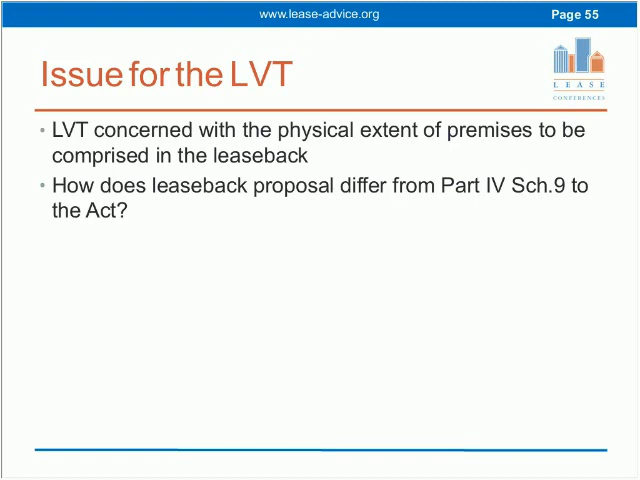 www.lease-advice.org
Page 55
Issue for the LVT
LEASE
CONFERENCES
• LVT concerned with the physical extent of premises to be
comprised in the leaseback
• How does leaseback proposal differ from Part IV Sch.9 to
the Act?